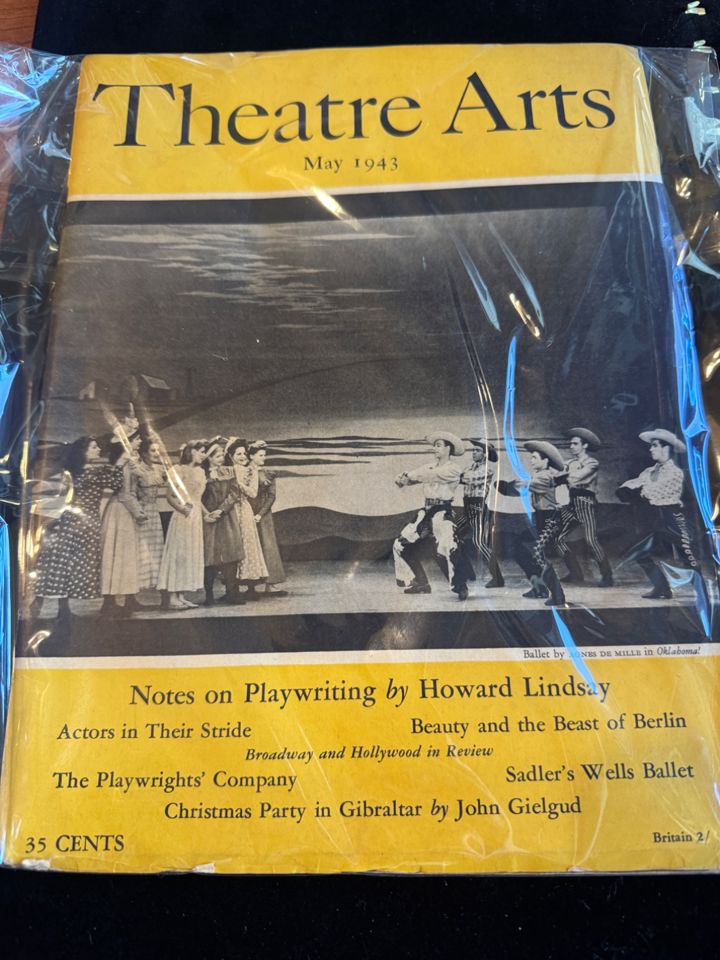 Theatre Arts
May 1943
Ballet by AGNES DE MILLE in Oklahoma!
Notes on Playwriting by Howard Lindsay
Actors in Their Stride
Beauty and the Beast of Berlin
Broadway and Hollywood in Review
The Playwrights' Company
Sadler's Wells Ballet
Christmas Party in Gibraltar by John Gielgud
35 CENTS
Britain 2/